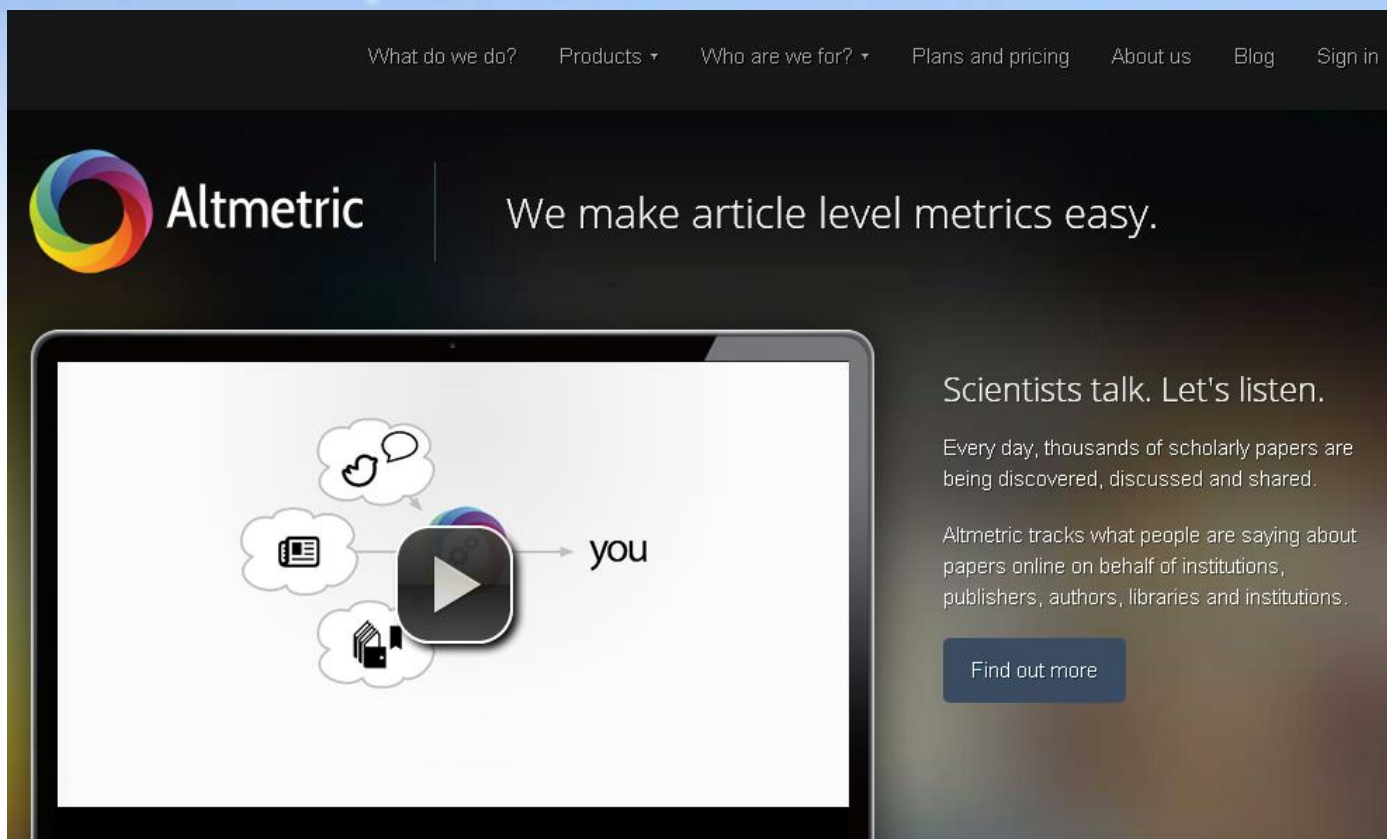 What do we do? Products Who are we for? Plans and pricing About us Blog Sign in
Altmetric
We make article level metrics easy.
you
Scientists talk. Let's listen.
Every day, thousands of scholarly papers are
being discovered, discussed and shared.
Altmetric tracks what people are saying about
papers online on behalf of institutions,
publishers, authors, libraries and institutions.
Find out more